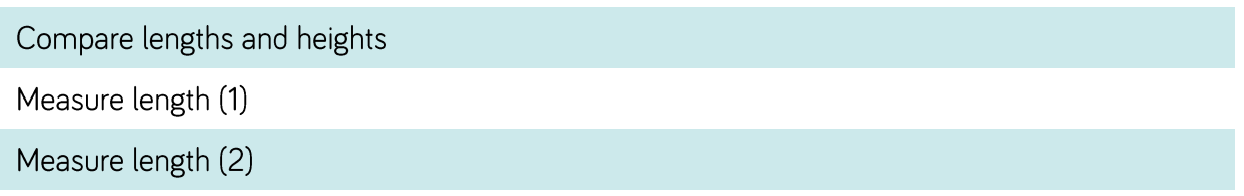 Compare lengths and heights
Measure length (1)
Measure length (2)